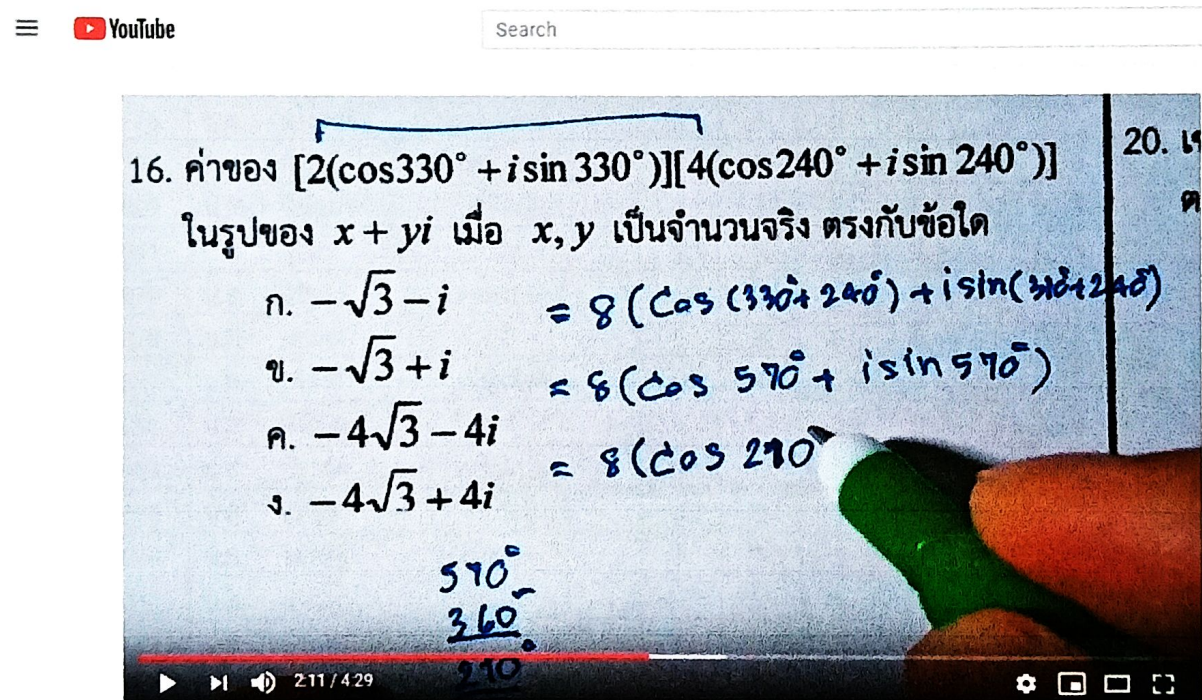 YouTube
Search
16. ค่าของ [2(cos330° + i sin 330°)][4(cos240° + i sin 240°)]
ในรูปของ x + yi เมื่อ x, y เป็นจำนวนจริง ตรงกับข้อใด
ก. −√3 − i
ข. −√3 + i
ค. −4√3 − 4i
ง. −4√3 + 4i
= 8 (cos (330°+ 240°) + i sin(330°+240°)
= 8(cos 570° + i sin 570°)
= 8 (cos 210
570°
360
210°
20.
2:11 / 4:29